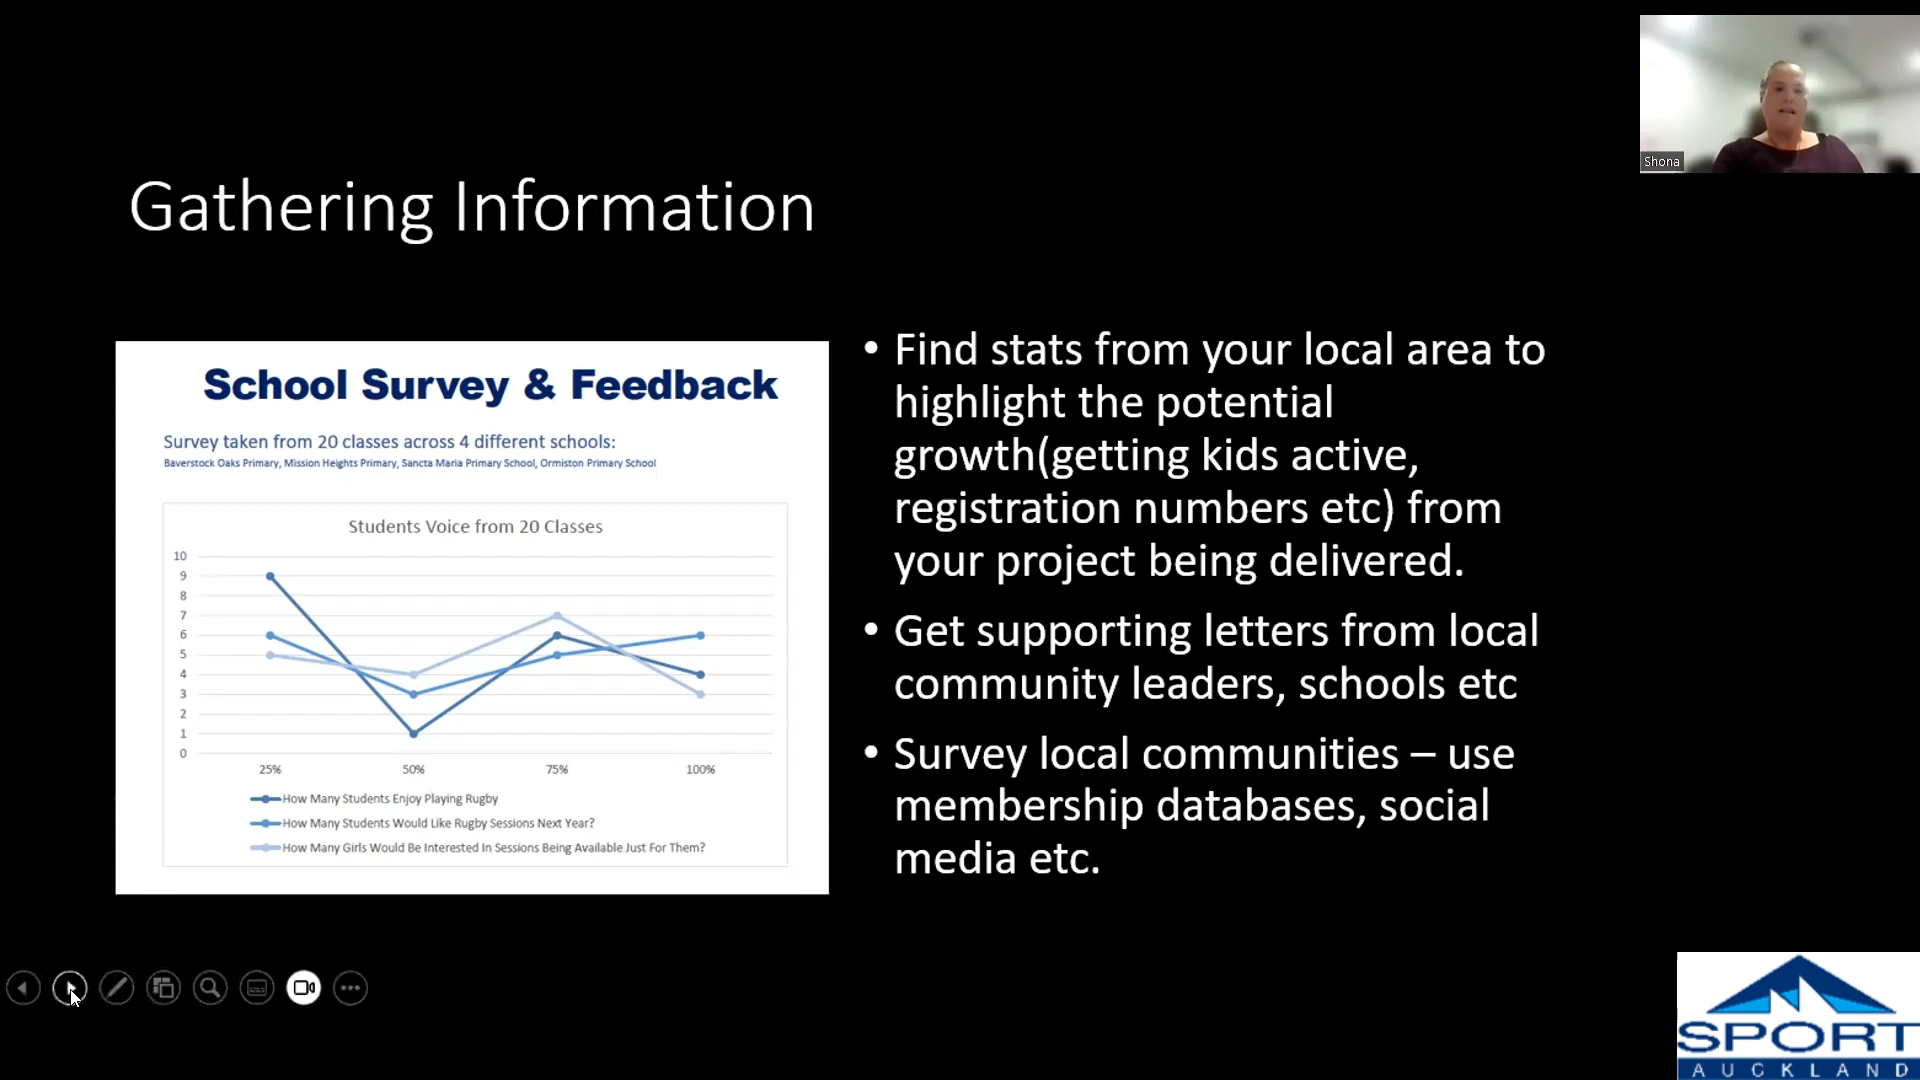 Shona
Gathering Information
School Survey & Feedback
Survey taken from 20 classes across 4 different schools:
Baverstock Oaks Primary, Mission Heights Primary, Sancta Maria Primary School, Ormiston Primary School
Students Voice from 20 Classes
10
9
8
7
6
5
4
3
2
1
0
25% 50% 75% 100%
How Many Students Enjoy Playing Rugby
How Many Students Would Like Rugby Sessions Next Year?
How Many Girls Would Be Interested In Sessions Being Available Just For Them?
• Find stats from your local area to
highlight the potential
growth(getting kids active,
registration numbers etc) from
your project being delivered.
• Get supporting letters from local
community leaders, schools etc
• Survey local communities – use
membership databases, social
media etc.
SPORT
AUCKLAND